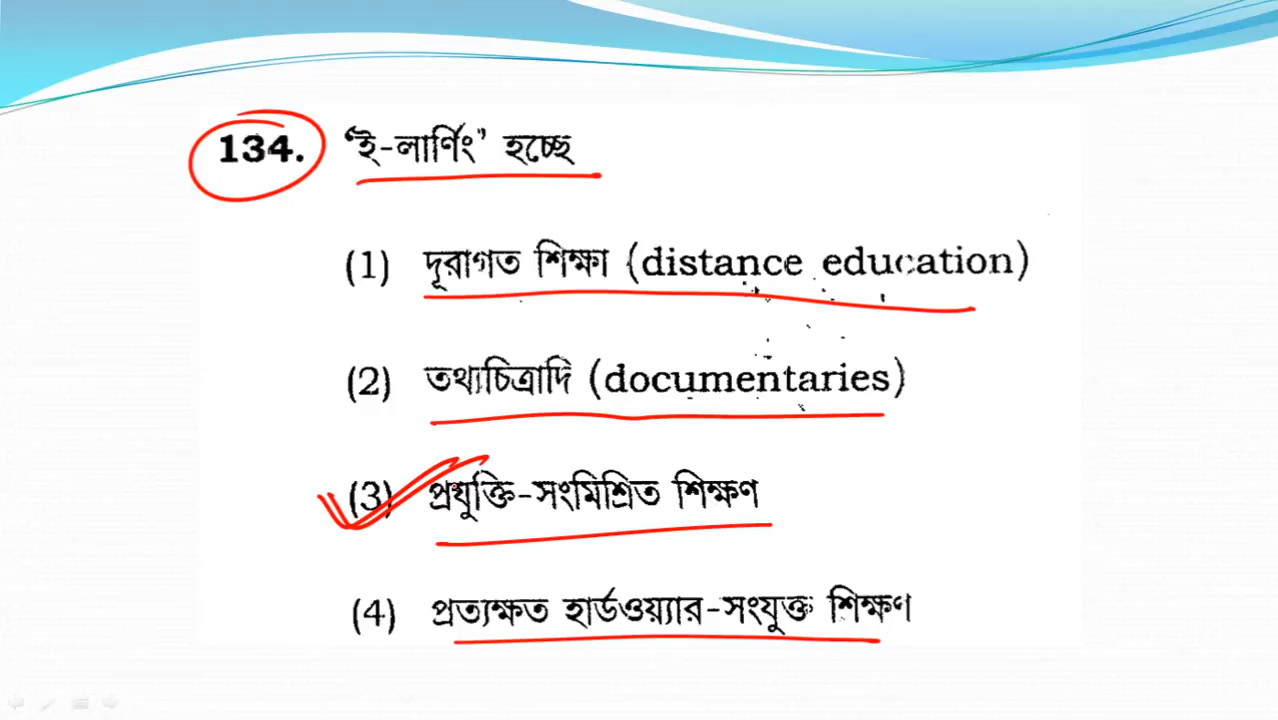 134. ‘ই-লার্ণিং’ হচ্ছে
(1) দূরাগত শিক্ষা (distance education)
(2) তথ্যচিত্রাদি (documentaries)
(3) প্রযুক্তি-সংমিশ্রিত শিক্ষণ
(4) প্রত্যক্ষত হার্ডওয়্যার-সংযুক্ত শিক্ষণ